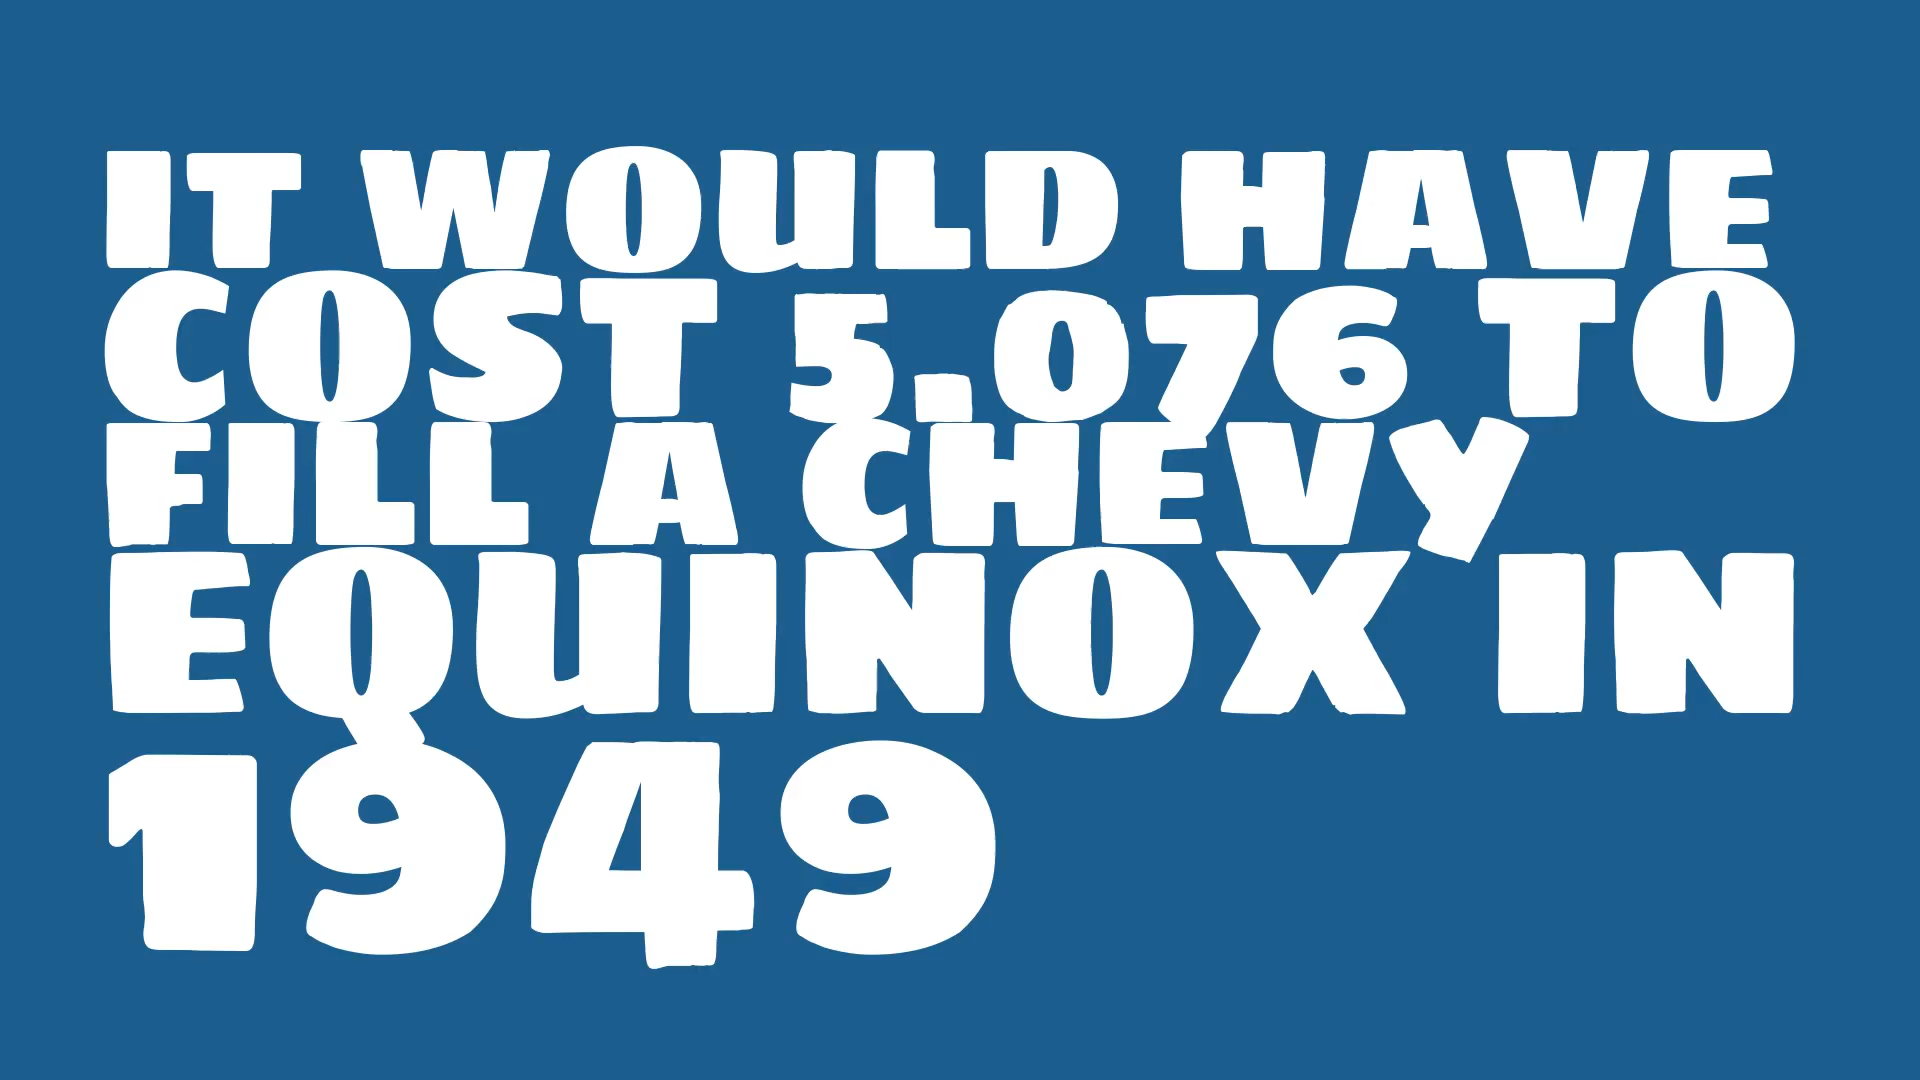 IT WOULD HAVE
COST 5.076 TO
FILL A CHEVY
EQUINOX IN
1949